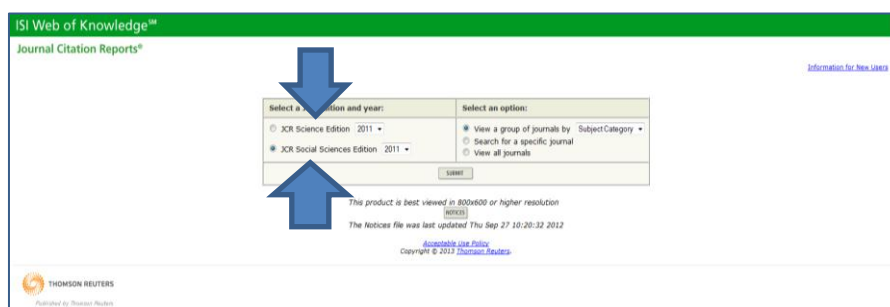 ISI Web of Knowledge℠
Journal Citation Reports®
Information for New Users
Select a J ition and year:
Select an option:
JCR Science Edition 2011
JCR Social Sciences Edition 2011
View a group of journals by Subject Category
Search for a specific journal
View all journals
SUBMIT
This product is best viewed in 800x600 or higher resolution
NOTICES
The Notices file was last updated Thu Sep 27 10:20:32 2012
Acceptable Use Policy
Copyright © 2013 Thomson Reuters.
THOMSON REUTERS
Published by Thomson Reuters